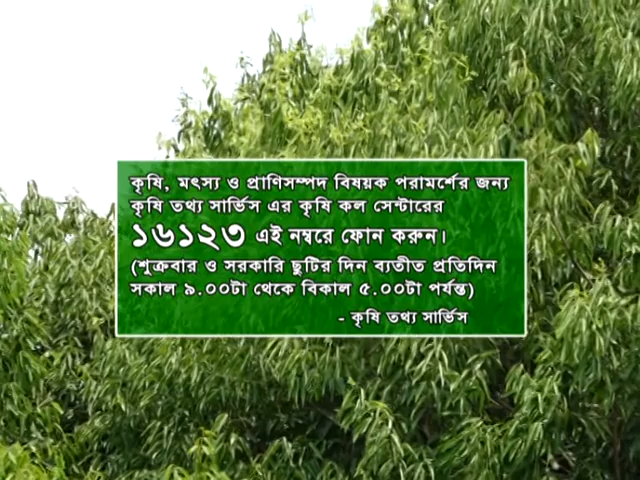 কৃষি, মৎস্য ও প্রাণিসম্পদ বিষয়ক পরামর্শের জন্য
কৃষি তথ্য সার্ভিস এর কৃষি কল সেন্টারের
১৬১২৩ এই নম্বরে ফোন করুন।
(শুক্রবার ও সরকারি ছুটির দিন ব্যতীত প্রতিদিন
সকাল ৯.০০টা থেকে বিকাল ৫.০০টা পর্যন্ত)
- কৃষি তথ্য সার্ভিস